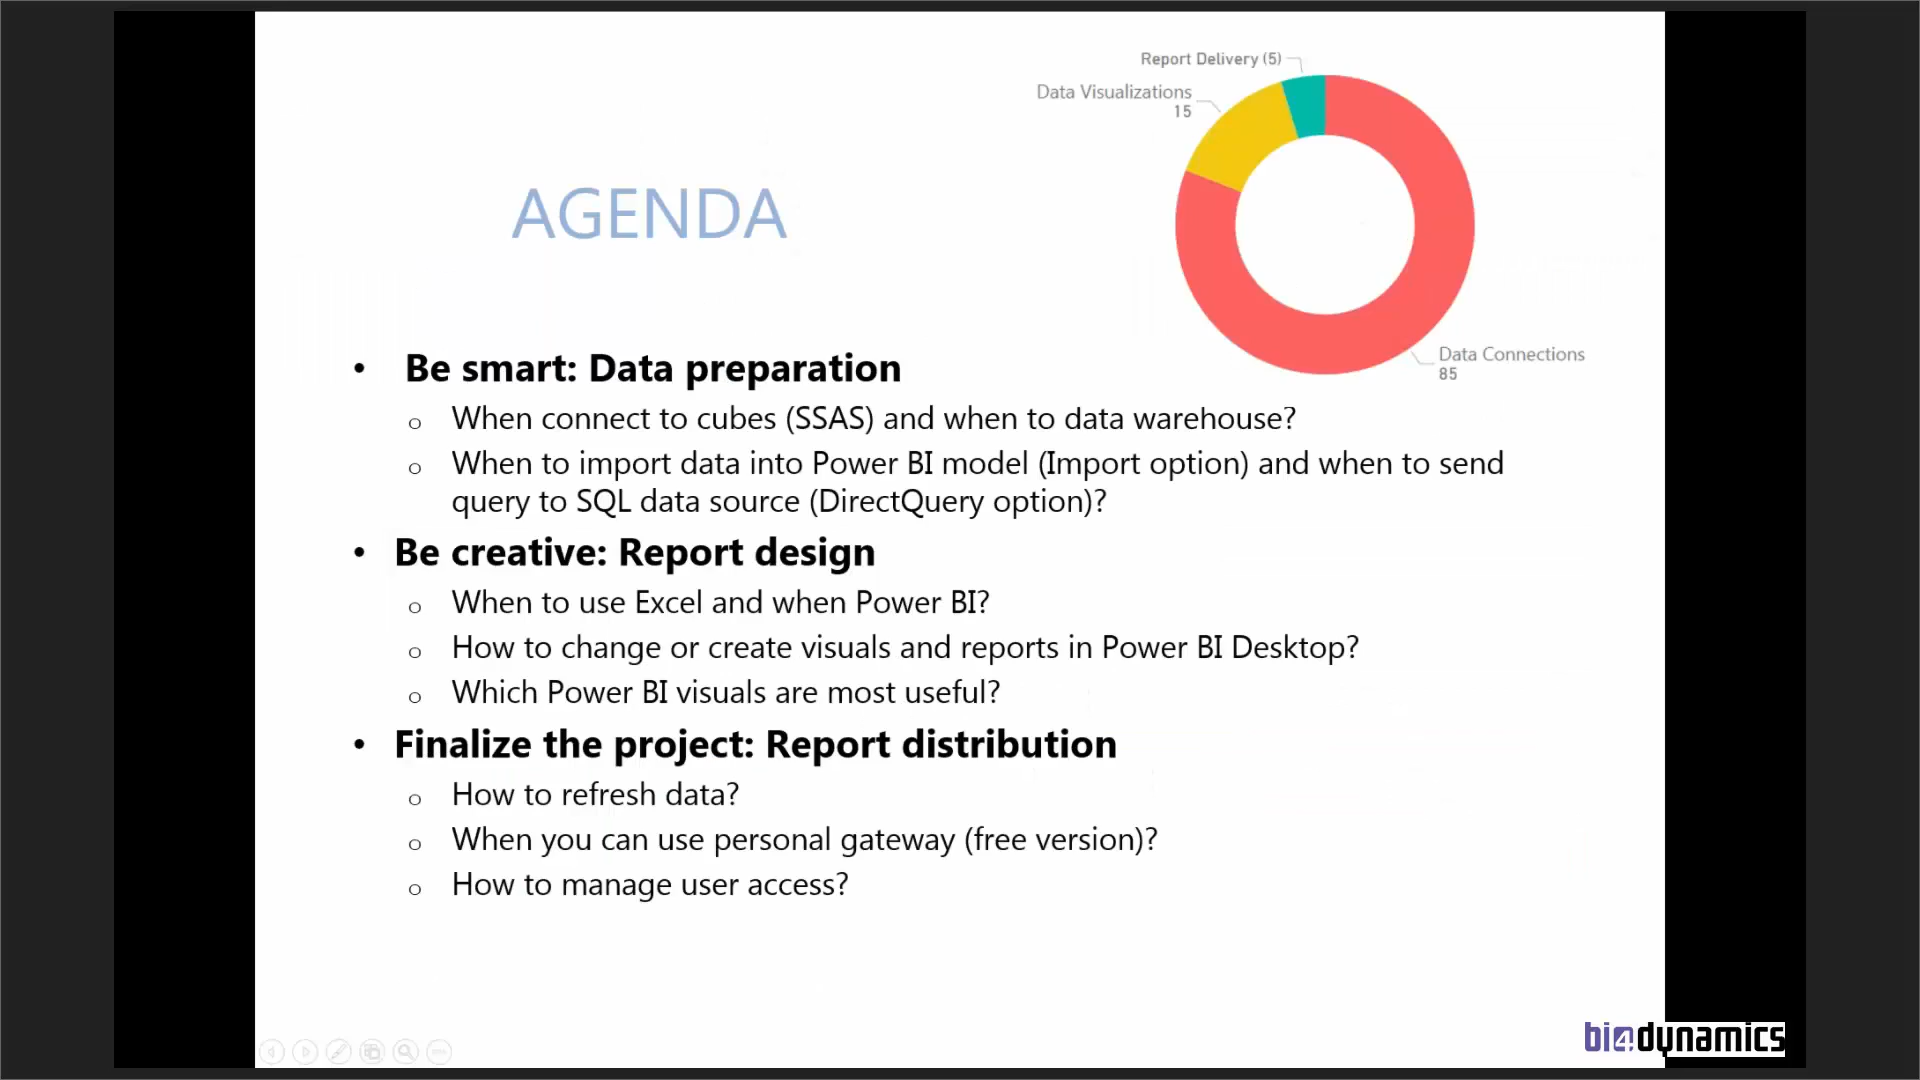 Report Delivery (5)
Data Visualizations
15
AGENDA
Data Connections
85
• Be smart: Data preparation
o When connect to cubes (SSAS) and when to data warehouse?
o When to import data into Power BI model (Import option) and when to send
query to SQL data source (DirectQuery option)?
• Be creative: Report design
o When to use Excel and when Power BI?
o How to change or create visuals and reports in Power BI Desktop?
o Which Power BI visuals are most useful?
• Finalize the project: Report distribution
o How to refresh data?
o When you can use personal gateway (free version)?
o How to manage user access?
bi4dynamics